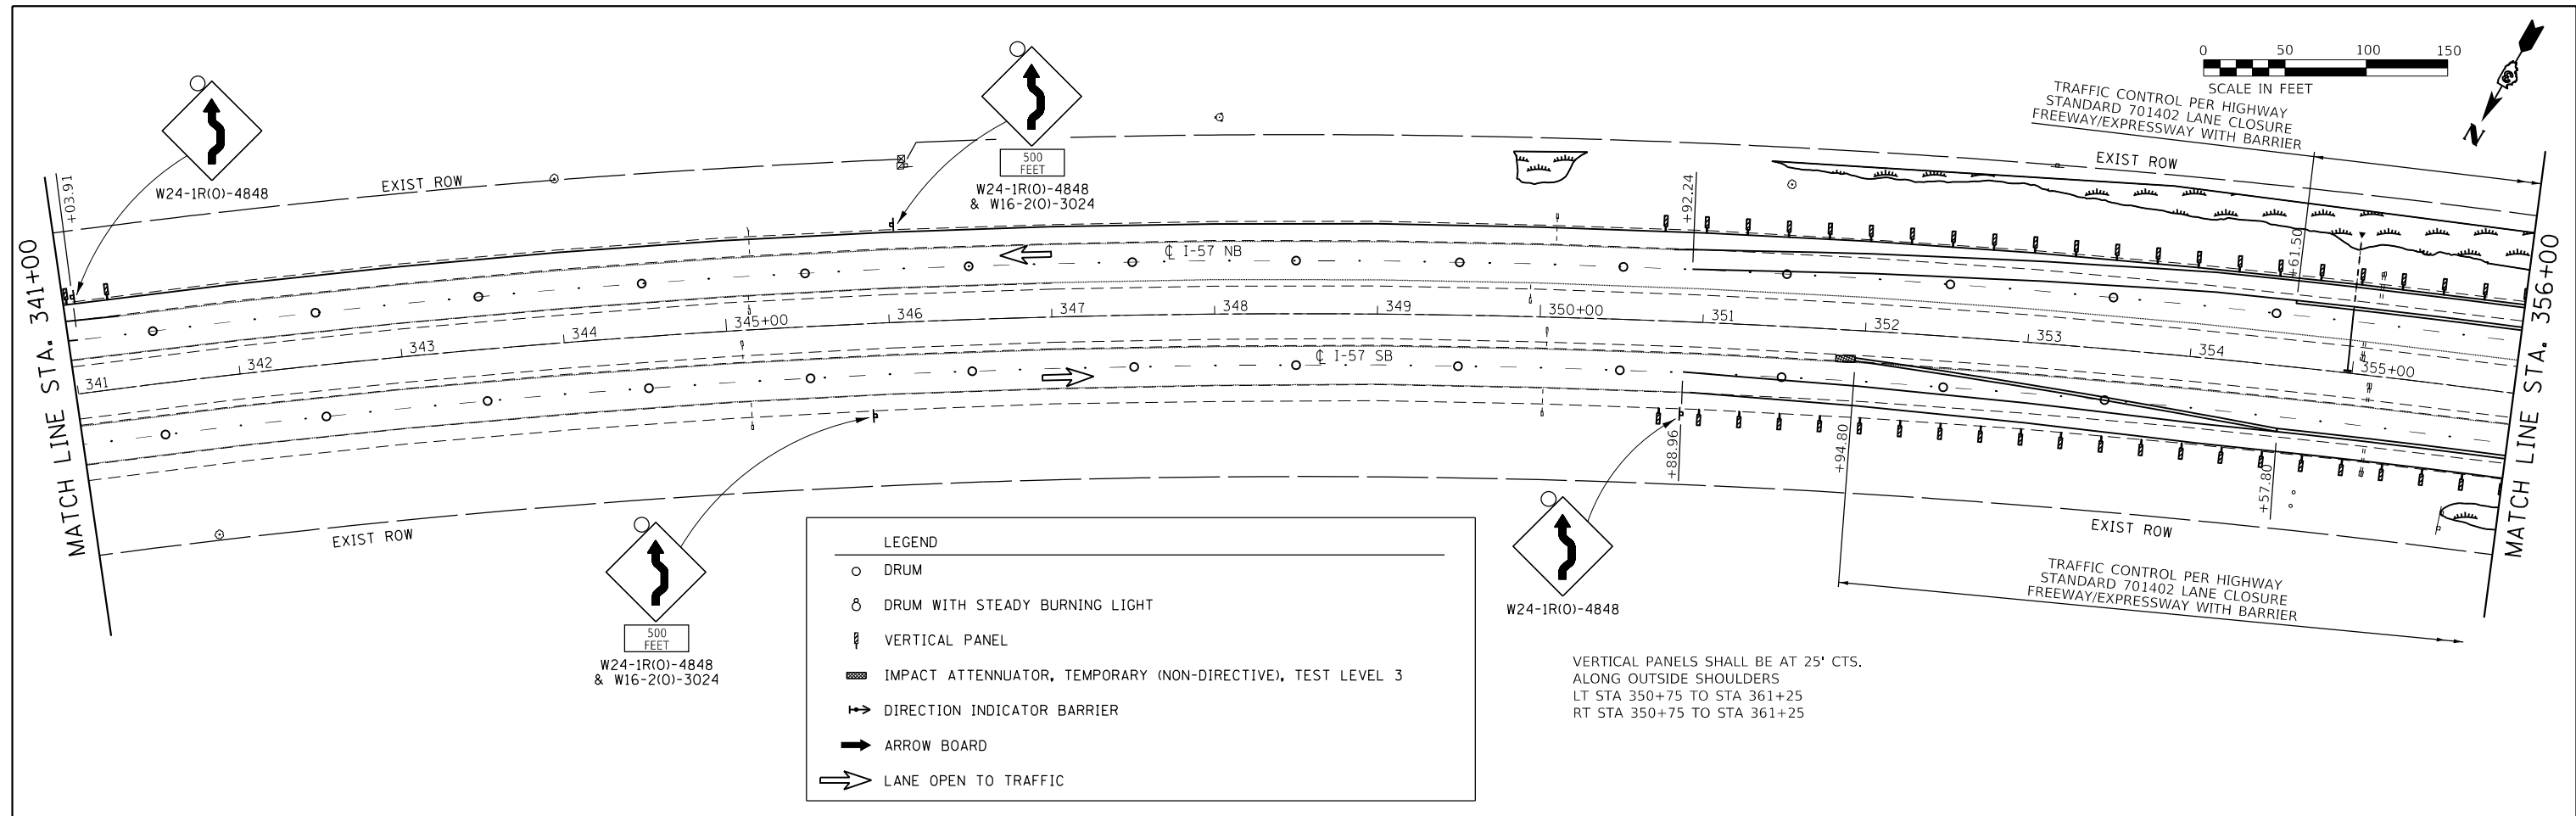 0 50 100 150
SCALE IN FEET
N
TRAFFIC CONTROL PER HIGHWAY
STANDARD 701402 LANE CLOSURE
FREEWAY/EXPRESSWAY WITH BARRIER
W24-1R(O)-4848
500
FEET
W24-1R(O)-4848
& W16-2(O)-3024
EXIST ROW
EXIST ROW
+03.91
+92.24
+61.50
MATCH LINE STA. 341+00
MATCH LINE STA. 356+00
℄ I-57 NB
341
342
343
344
345+00
346
347
348
349
350+00
351
352
353
354
355+00
℄ I-57 SB
+88.96
+94.80
+57.80
EXIST ROW
EXIST ROW
500
FEET
W24-1R(O)-4848
& W16-2(O)-3024
W24-1R(O)-4848
TRAFFIC CONTROL PER HIGHWAY
STANDARD 701402 LANE CLOSURE
FREEWAY/EXPRESSWAY WITH BARRIER
LEGEND
DRUM
DRUM WITH STEADY BURNING LIGHT
VERTICAL PANEL
IMPACT ATTENNUATOR, TEMPORARY (NON-DIRECTIVE), TEST LEVEL 3
DIRECTION INDICATOR BARRIER
ARROW BOARD
LANE OPEN TO TRAFFIC
VERTICAL PANELS SHALL BE AT 25' CTS.
ALONG OUTSIDE SHOULDERS
LT STA 350+75 TO STA 361+25
RT STA 350+75 TO STA 361+25